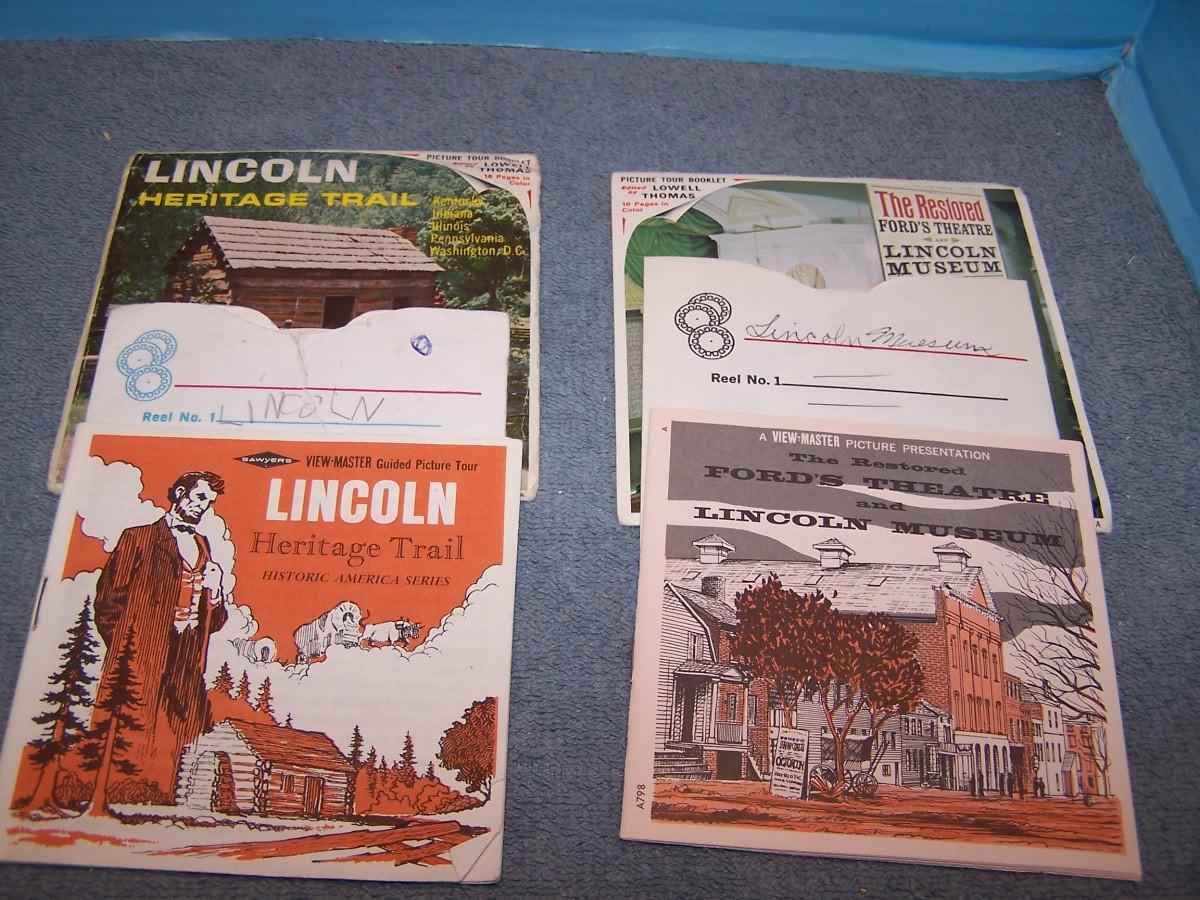 LINCOLN
HERITAGE TRAIL
PICTURE TOUR BOOKLET
LOWELL
THOMAS
16 Pages in
Color
Kentucky
Indiana
Illinois
Pennsylvania
Washington, D.C.
Reel No. 1 LINCOLN
SAWYER'S VIEW-MASTER Guided Picture Tour
LINCOLN
Heritage Trail
HISTORIC AMERICA SERIES
PICTURE TOUR BOOKLET
Edited by LOWELL
THOMAS
16 Pages in
Color
The Restored
FORD'S THEATRE
AND
LINCOLN
MUSEUM
Lincoln Museum
Reel No. 1
A
A
A VIEW-MASTER PICTURE PRESENTATION
The Restored
FORD'S THEATRE
and
LINCOLN MUSEUM
A798